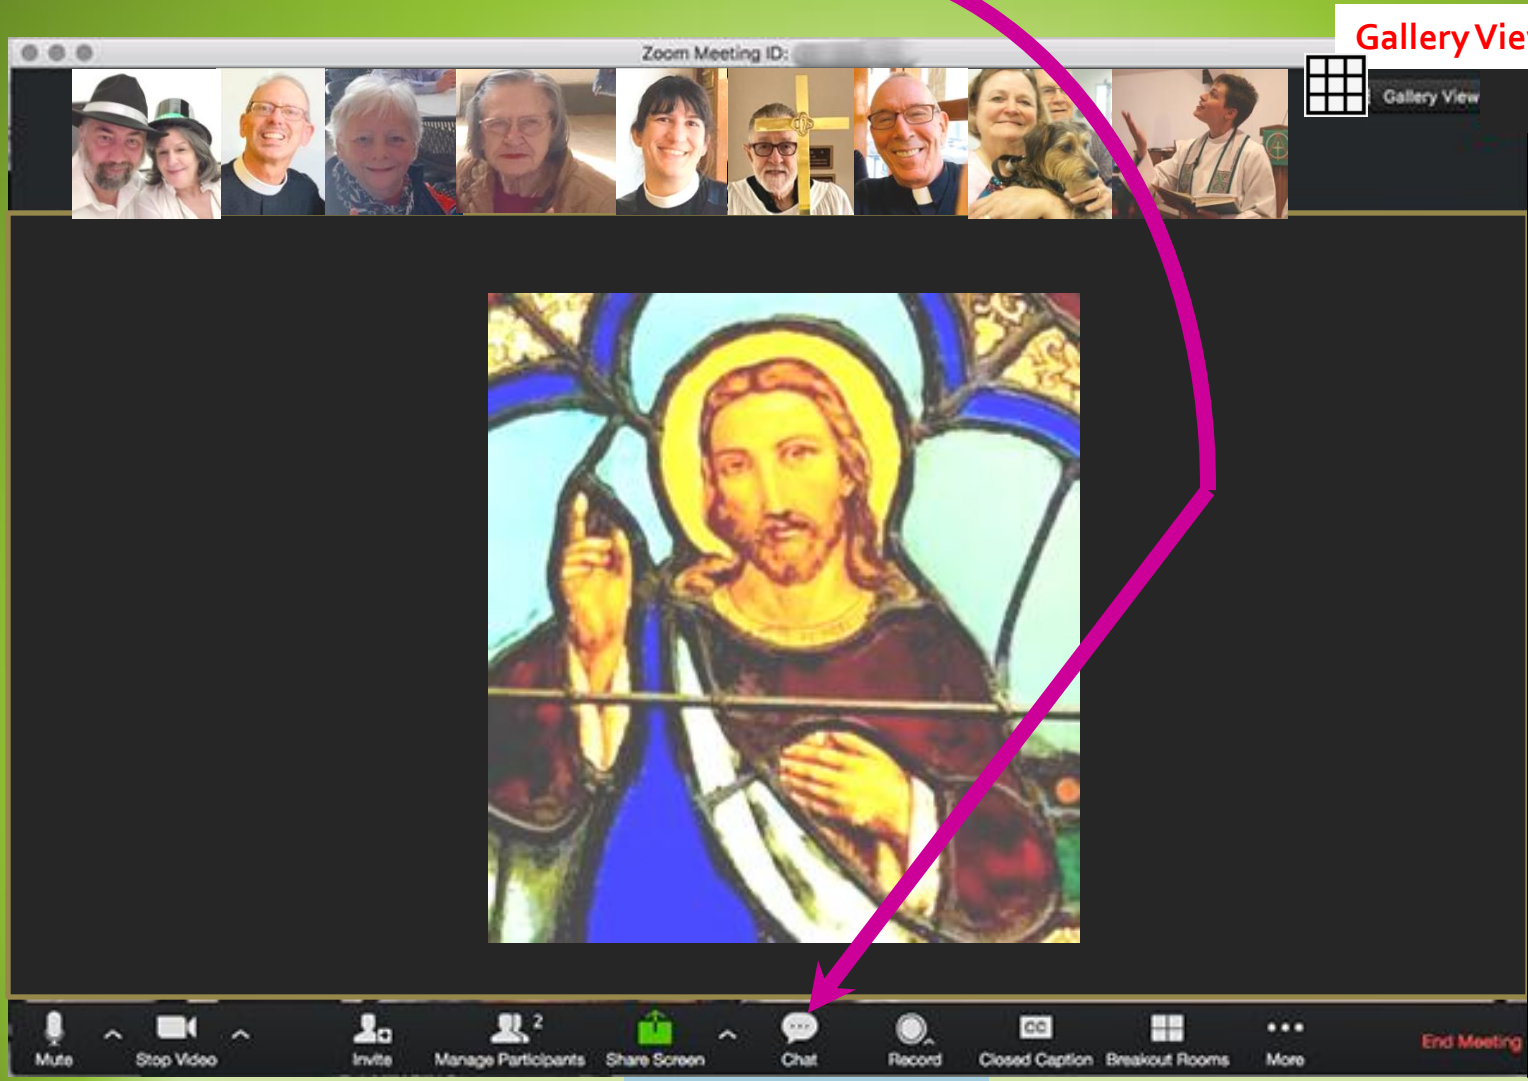 Gallery Vie
Zoom Meeting ID:
Gallery View
2
CC
Mute
Stop Video
Invite
Manage Participants
Share Screen
Chat
Record
Closed Caption
Breakout Rooms
More
End Meeting